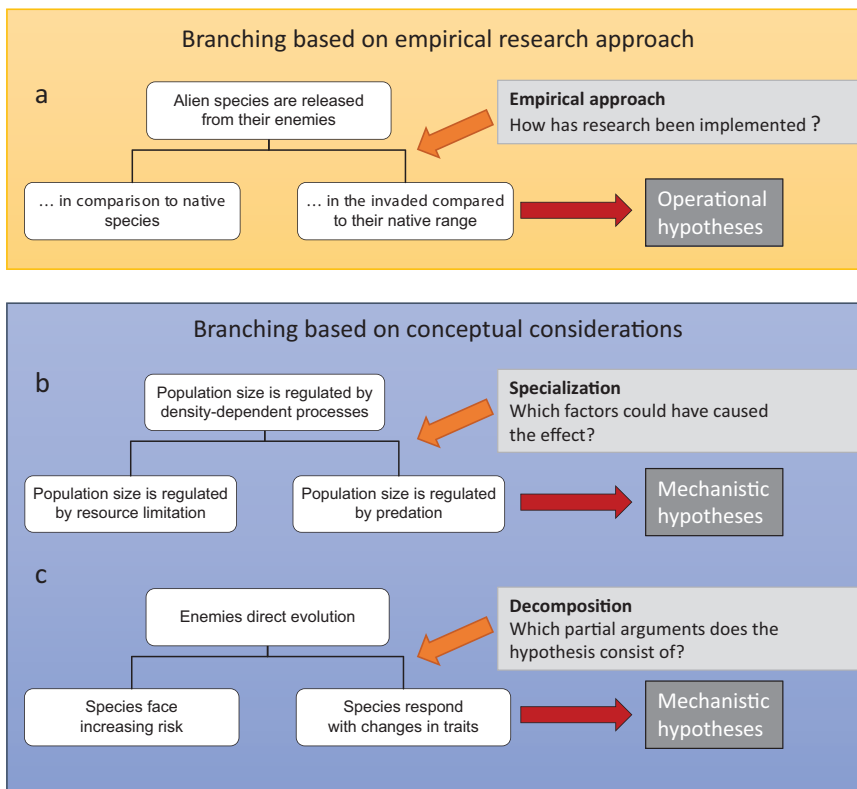 Branching based on empirical research approach
a
Alien species are released
from their enemies
Empirical approach
How has research been implemented ?
… in comparison to native
species
… in the invaded compared
to their native range
Operational
hypotheses
Branching based on conceptual considerations
b
Population size is regulated by
density-dependent processes
Specialization
Which factors could have caused
the effect?
Population size is regulated
by resource limitation
Population size is regulated
by predation
Mechanistic
hypotheses
c
Enemies direct evolution
Decomposition
Which partial arguments does the
hypothesis consist of?
Species face
increasing risk
Species respond
with changes in traits
Mechanistic
hypotheses